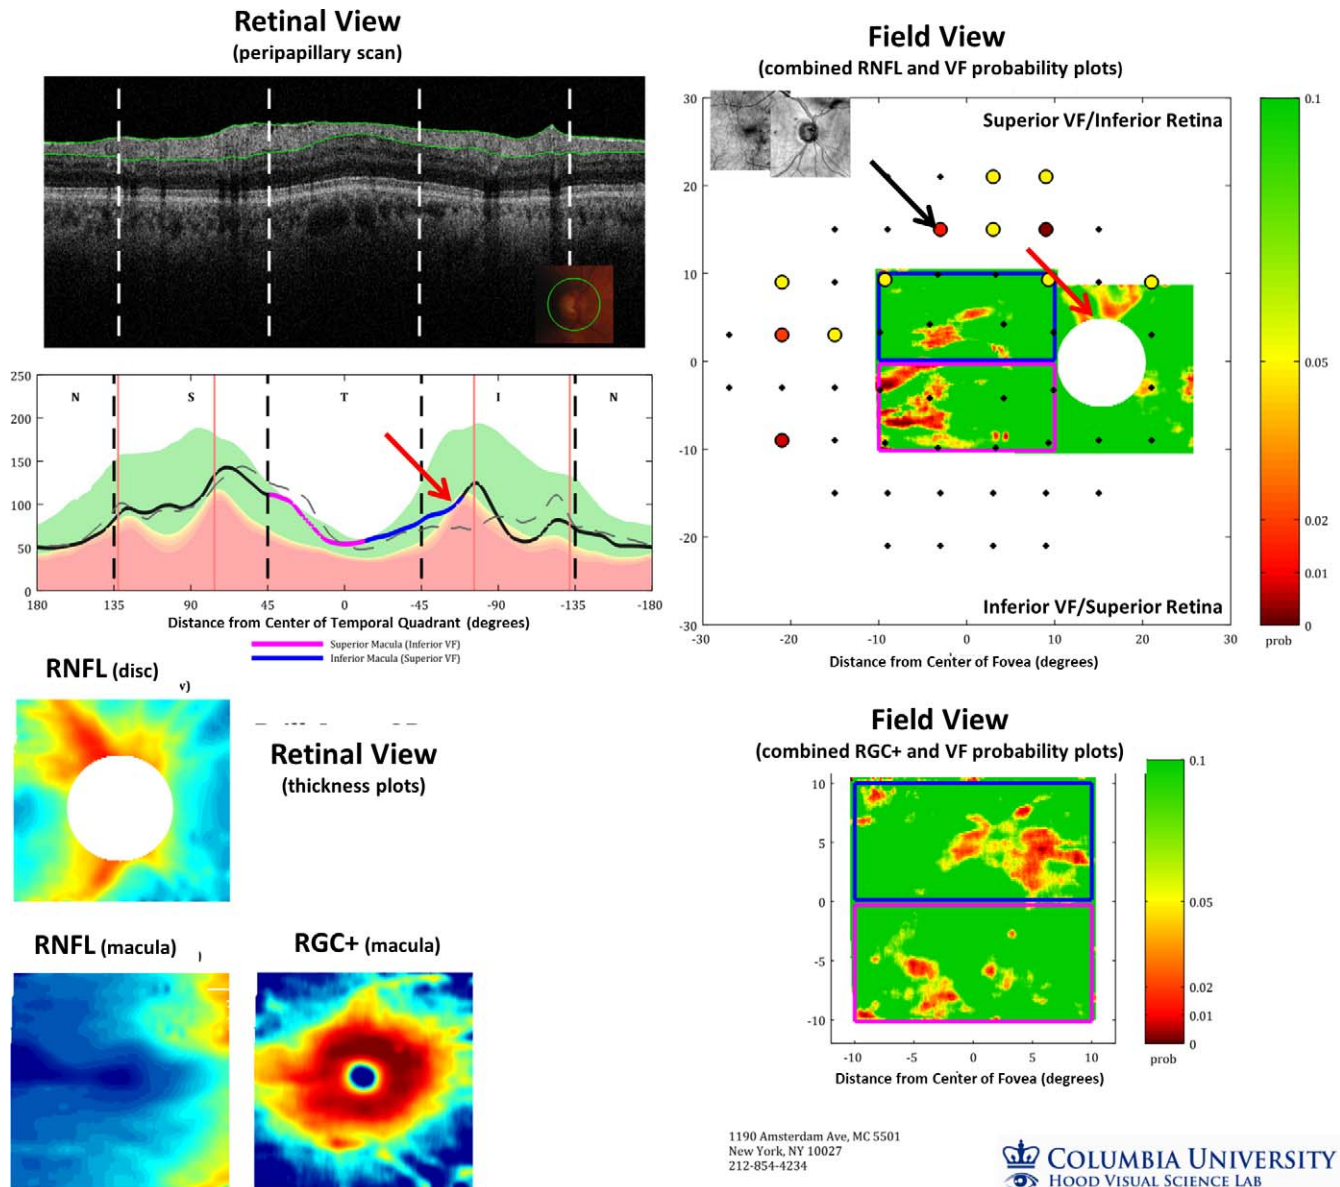 Retinal View
(peripapillary scan)
250
200
150
100
50
0
N
S
T
I
N
180
135
90
45
0
-45
-90
-135
-180
Distance from Center of Temporal Quadrant (degrees)
Superior Macula (Inferior VF)
Inferior Macula (Superior VF)
RNFL (disc)
v)
Retinal View
(thickness plots)
RNFL (macula)
)
RGC+ (macula)
Field View
(combined RNFL and VF probability plots)
30
20
10
0
-10
-20
-30
Superior VF/Inferior Retina
Inferior VF/Superior Retina
-30
-20
-10
0
10
20
30
Distance from Center of Fovea (degrees)
0.1
0.05
0.02
0.01
0
prob
Field View
(combined RGC+ and VF probability plots)
10
5
0
-5
-10
-10
-5
0
5
10
Distance from Center of Fovea (degrees)
0.1
0.05
0.02
0.01
0
prob
1190 Amsterdam Ave, MC 5501
New York, NY 10027
212-854-4234
COLUMBIA UNIVERSITY
HOOD VISUAL SCIENCE LAB